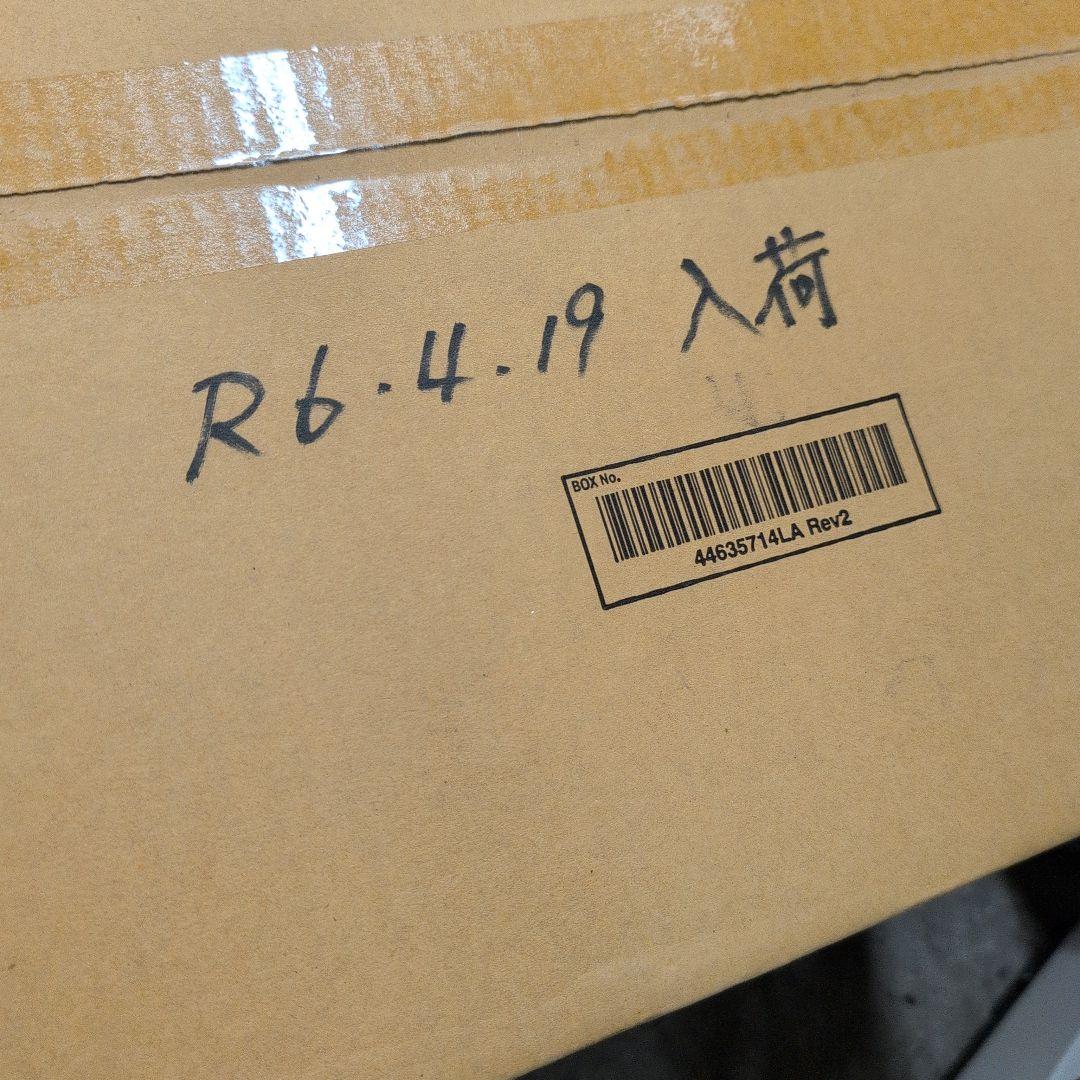 R6.4.19 入荷
BOX No.
44635714LA Rev2